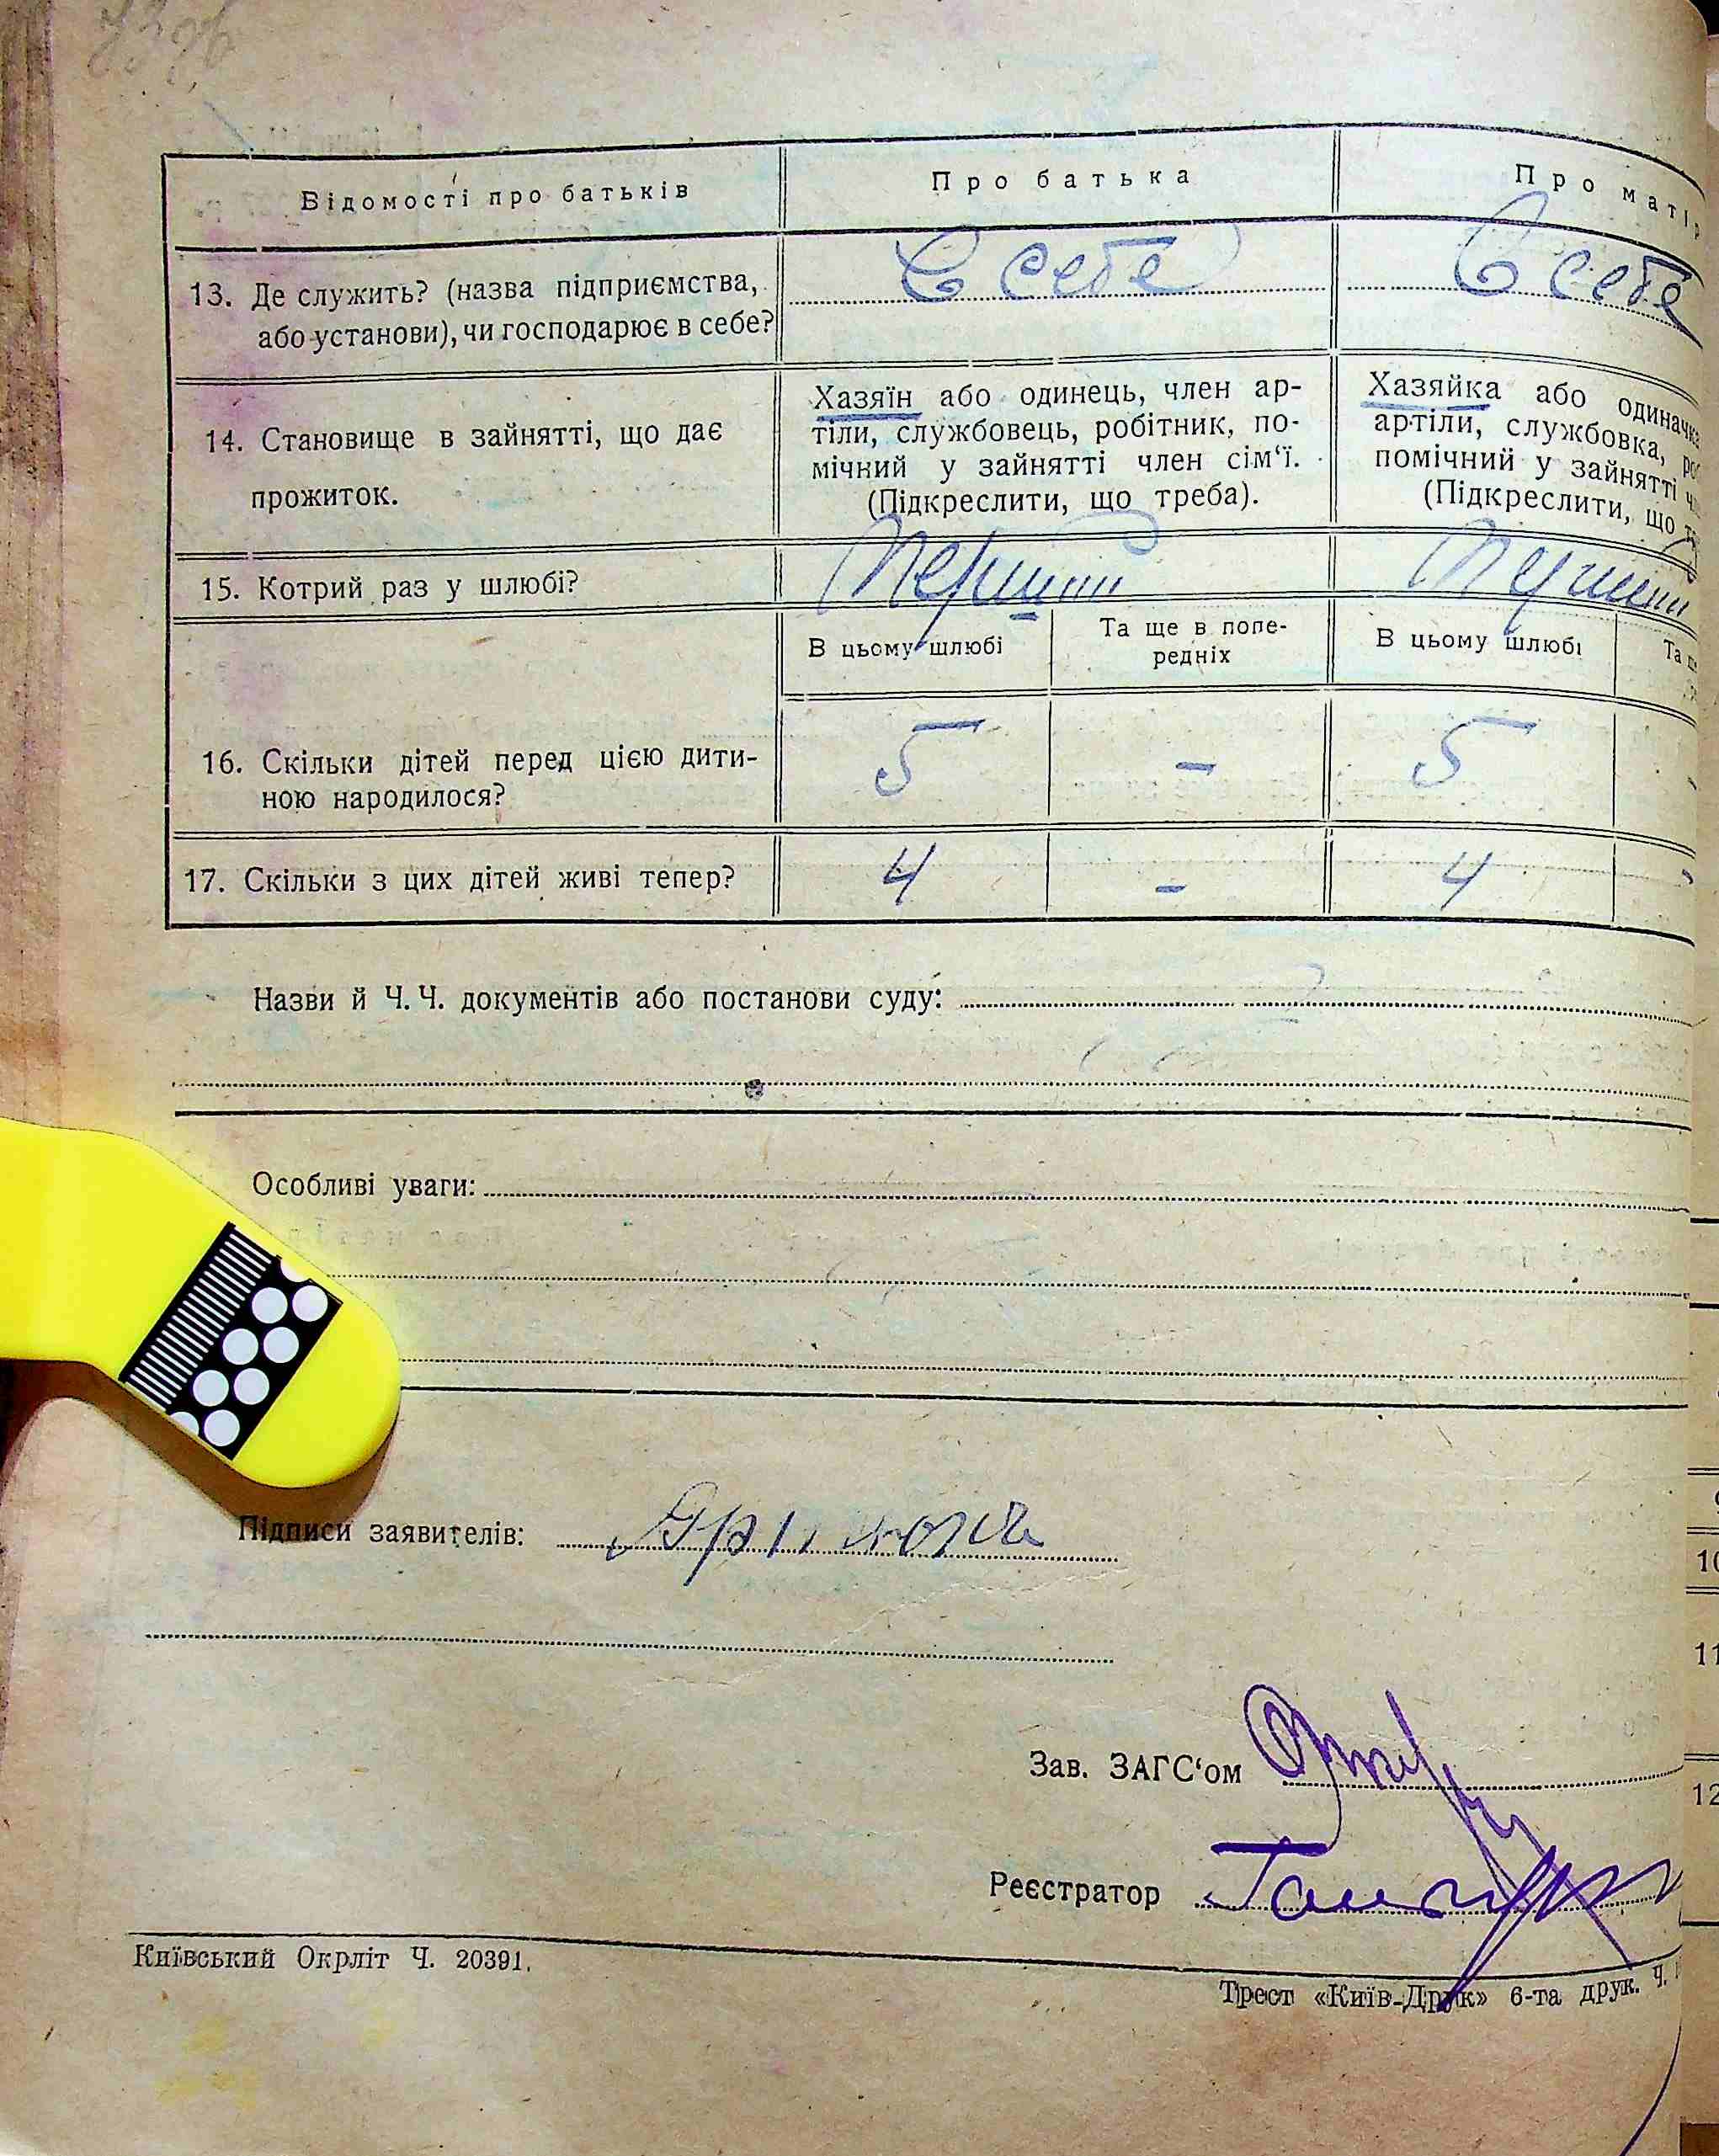 Відомості про батьків
Про батька
Про матір
13. Де служить? (назва підприємства,
або установи), чи господарює в себе?
В себе
В себе
14. Становище в зайнятті, що дає
прожиток.
Хазяїн або одинець, член ар-
тіли, службовець, робітник, по-
мічний у зайнятті член сім‘ї.
(Підкреслити, що треба).
Хазяйка або одиначка
артіли, службовка,
помічний у зайнятті
(Підкреслити, що
15. Котрий раз у шлюбі?
Перший
В цьому шлюбі
Та ще в попе-
редніх
В цьому шлюбі
Та
16. Скільки дітей перед цією дити-
ною народилося?
5
-
5
17. Скільки з цих дітей живі тепер?
4
-
4
Назви й Ч. Ч. документів або постанови суду:
Особливі уваги:
Підписи заявителів:
Зав. ЗАГС‘ом
Реєстратор
Київський Окрліт Ч. 20391.
Трест «Київ-Друк» 6-та друк. Ч.
10
11
12